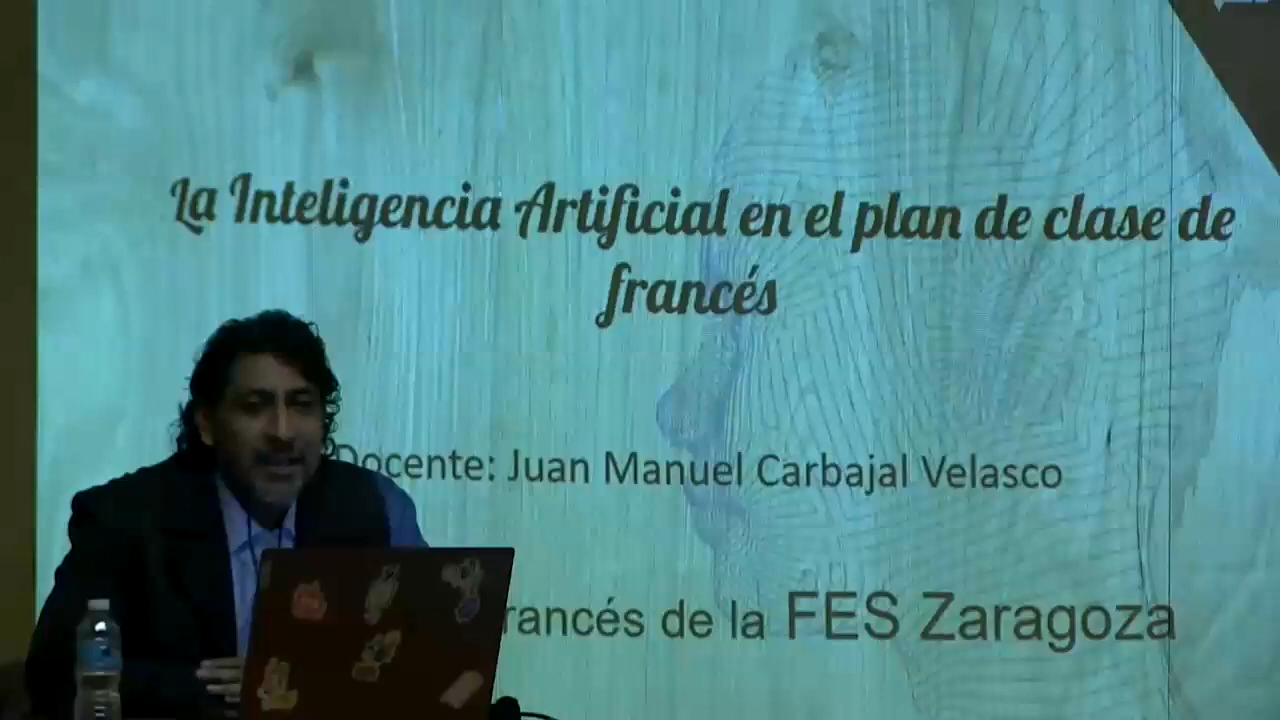 La Inteligencia Artificial en el plan de clase de
francés
Docente: Juan Manuel Carbajal Velasco
francés de la FES Zaragoza